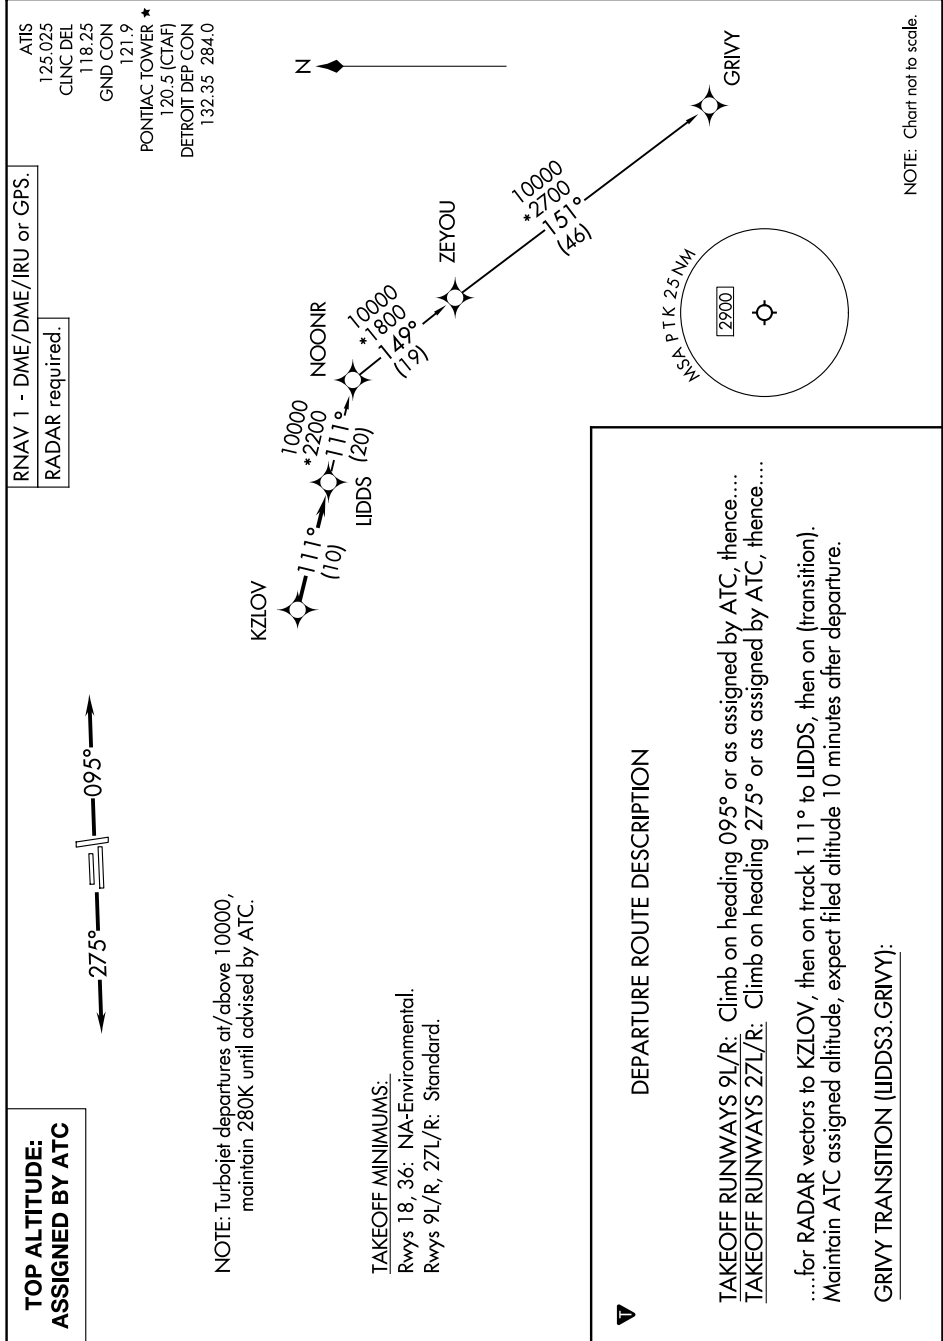 TOP ALTITUDE:
ASSIGNED BY ATC
RNAV 1 - DME/DME/IRU or GPS.
RADAR required.
ATIS
125.025
CLNC DEL
118.25
GND CON
121.9
PONTIAC TOWER ★
120.5 (CTAF)
DETROIT DEP CON
132.35 284.0
275°
095°
NOTE: Turbojet departures at/above 10000,
maintain 280K until advised by ATC.
TAKEOFF MINIMUMS:
Rwys 18, 36: NA-Environmental.
Rwys 9L/R, 27L/R: Standard.
N
KZLOV
111°
(10)
LIDDS
10000
*2200
111°
(20)
NOONR
10000
*1800
149°
(19)
ZEYOU
10000
*2700
151°
(46)
GRIVY
MSA PTK 25 NM
2900
NOTE: Chart not to scale.
T
DEPARTURE ROUTE DESCRIPTION
TAKEOFF RUNWAYS 9L/R: Climb on heading 095° or as assigned by ATC, thence....
TAKEOFF RUNWAYS 27L/R: Climb on heading 275° or as assigned by ATC, thence....
....for RADAR vectors to KZLOV, then on track 111° to LIDDS, then on (transition).
Maintain ATC assigned altitude, expect filed altitude 10 minutes after departure.
GRIVY TRANSITION (LIDDS3.GRIVY):